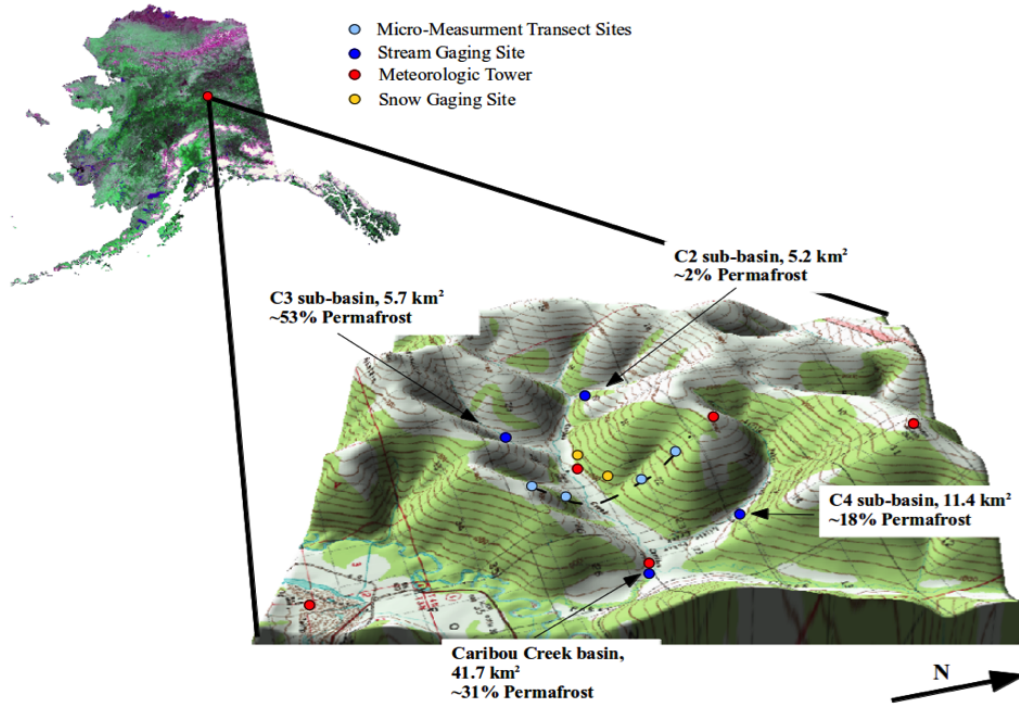 Micro-Measurment Transect Sites
Stream Gaging Site
Meteorologic Tower
Snow Gaging Site
C2 sub-basin, 5.2 km²
~2% Permafrost
C3 sub-basin, 5.7 km²
~53% Permafrost
C4 sub-basin, 11.4 km²
~18% Permafrost
Caribou Creek basin,
41.7 km²
~31% Permafrost
N